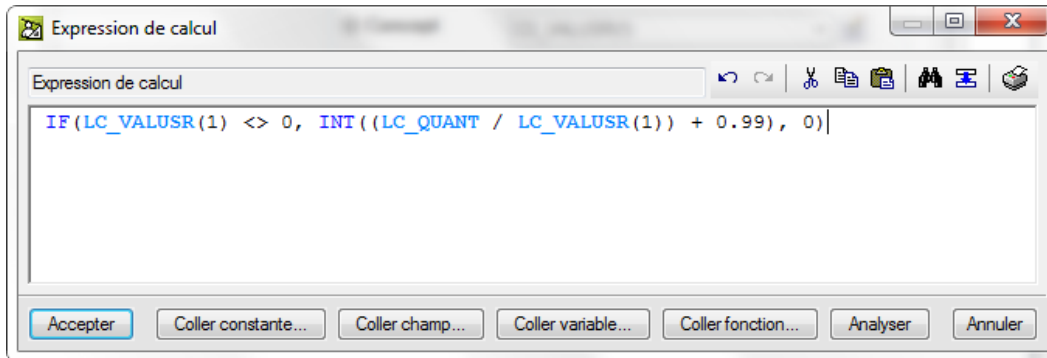 Expression de calcul
Expression de calcul
IF(LC_VALUSR(1) <> 0, INT((LC_QUANT / LC_VALUSR(1)) + 0.99), 0)
Accepter Coller constante... Coller champ... Coller variable... Coller fonction... Analyser Annuler